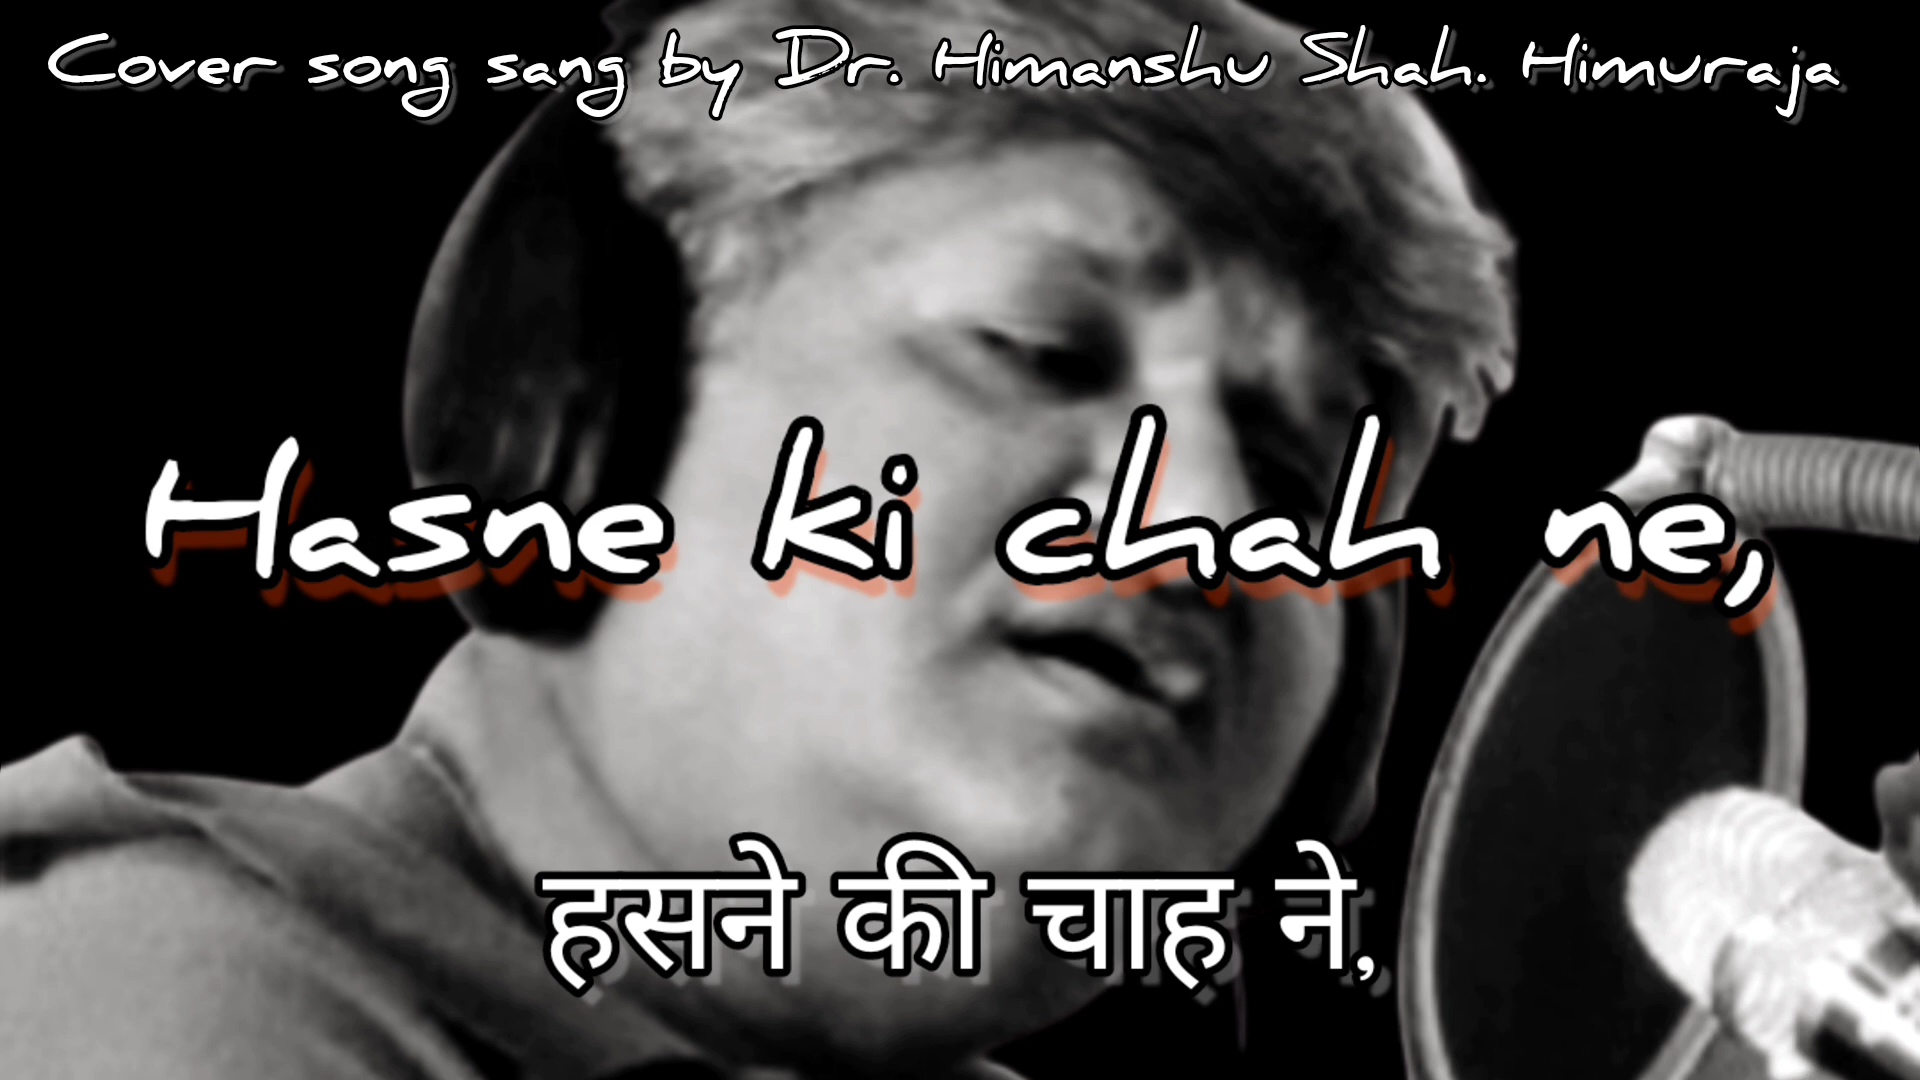 Cover song sang by Dr. Himanshu Shah. Himuraja
Hasne ki chah ne,
हसने की चाह ने,